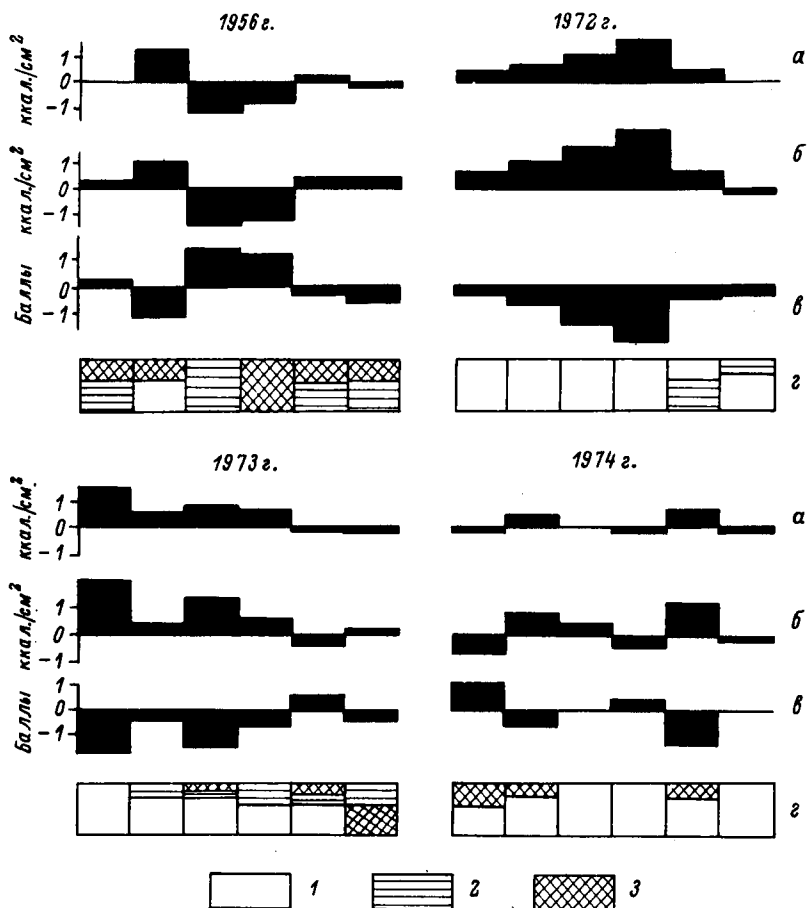 1956 г. 1972 г.
ккал./см² 1 0 −1 а
ккал./см² 1 0 −1 б
Баллы 1 0 −1 в
г
1973 г. 1974 г.
ккал./см² 1 0 −1 а
ккал./см² 1 0 −1 б
Баллы 1 0 −1 в
г
1 2 3